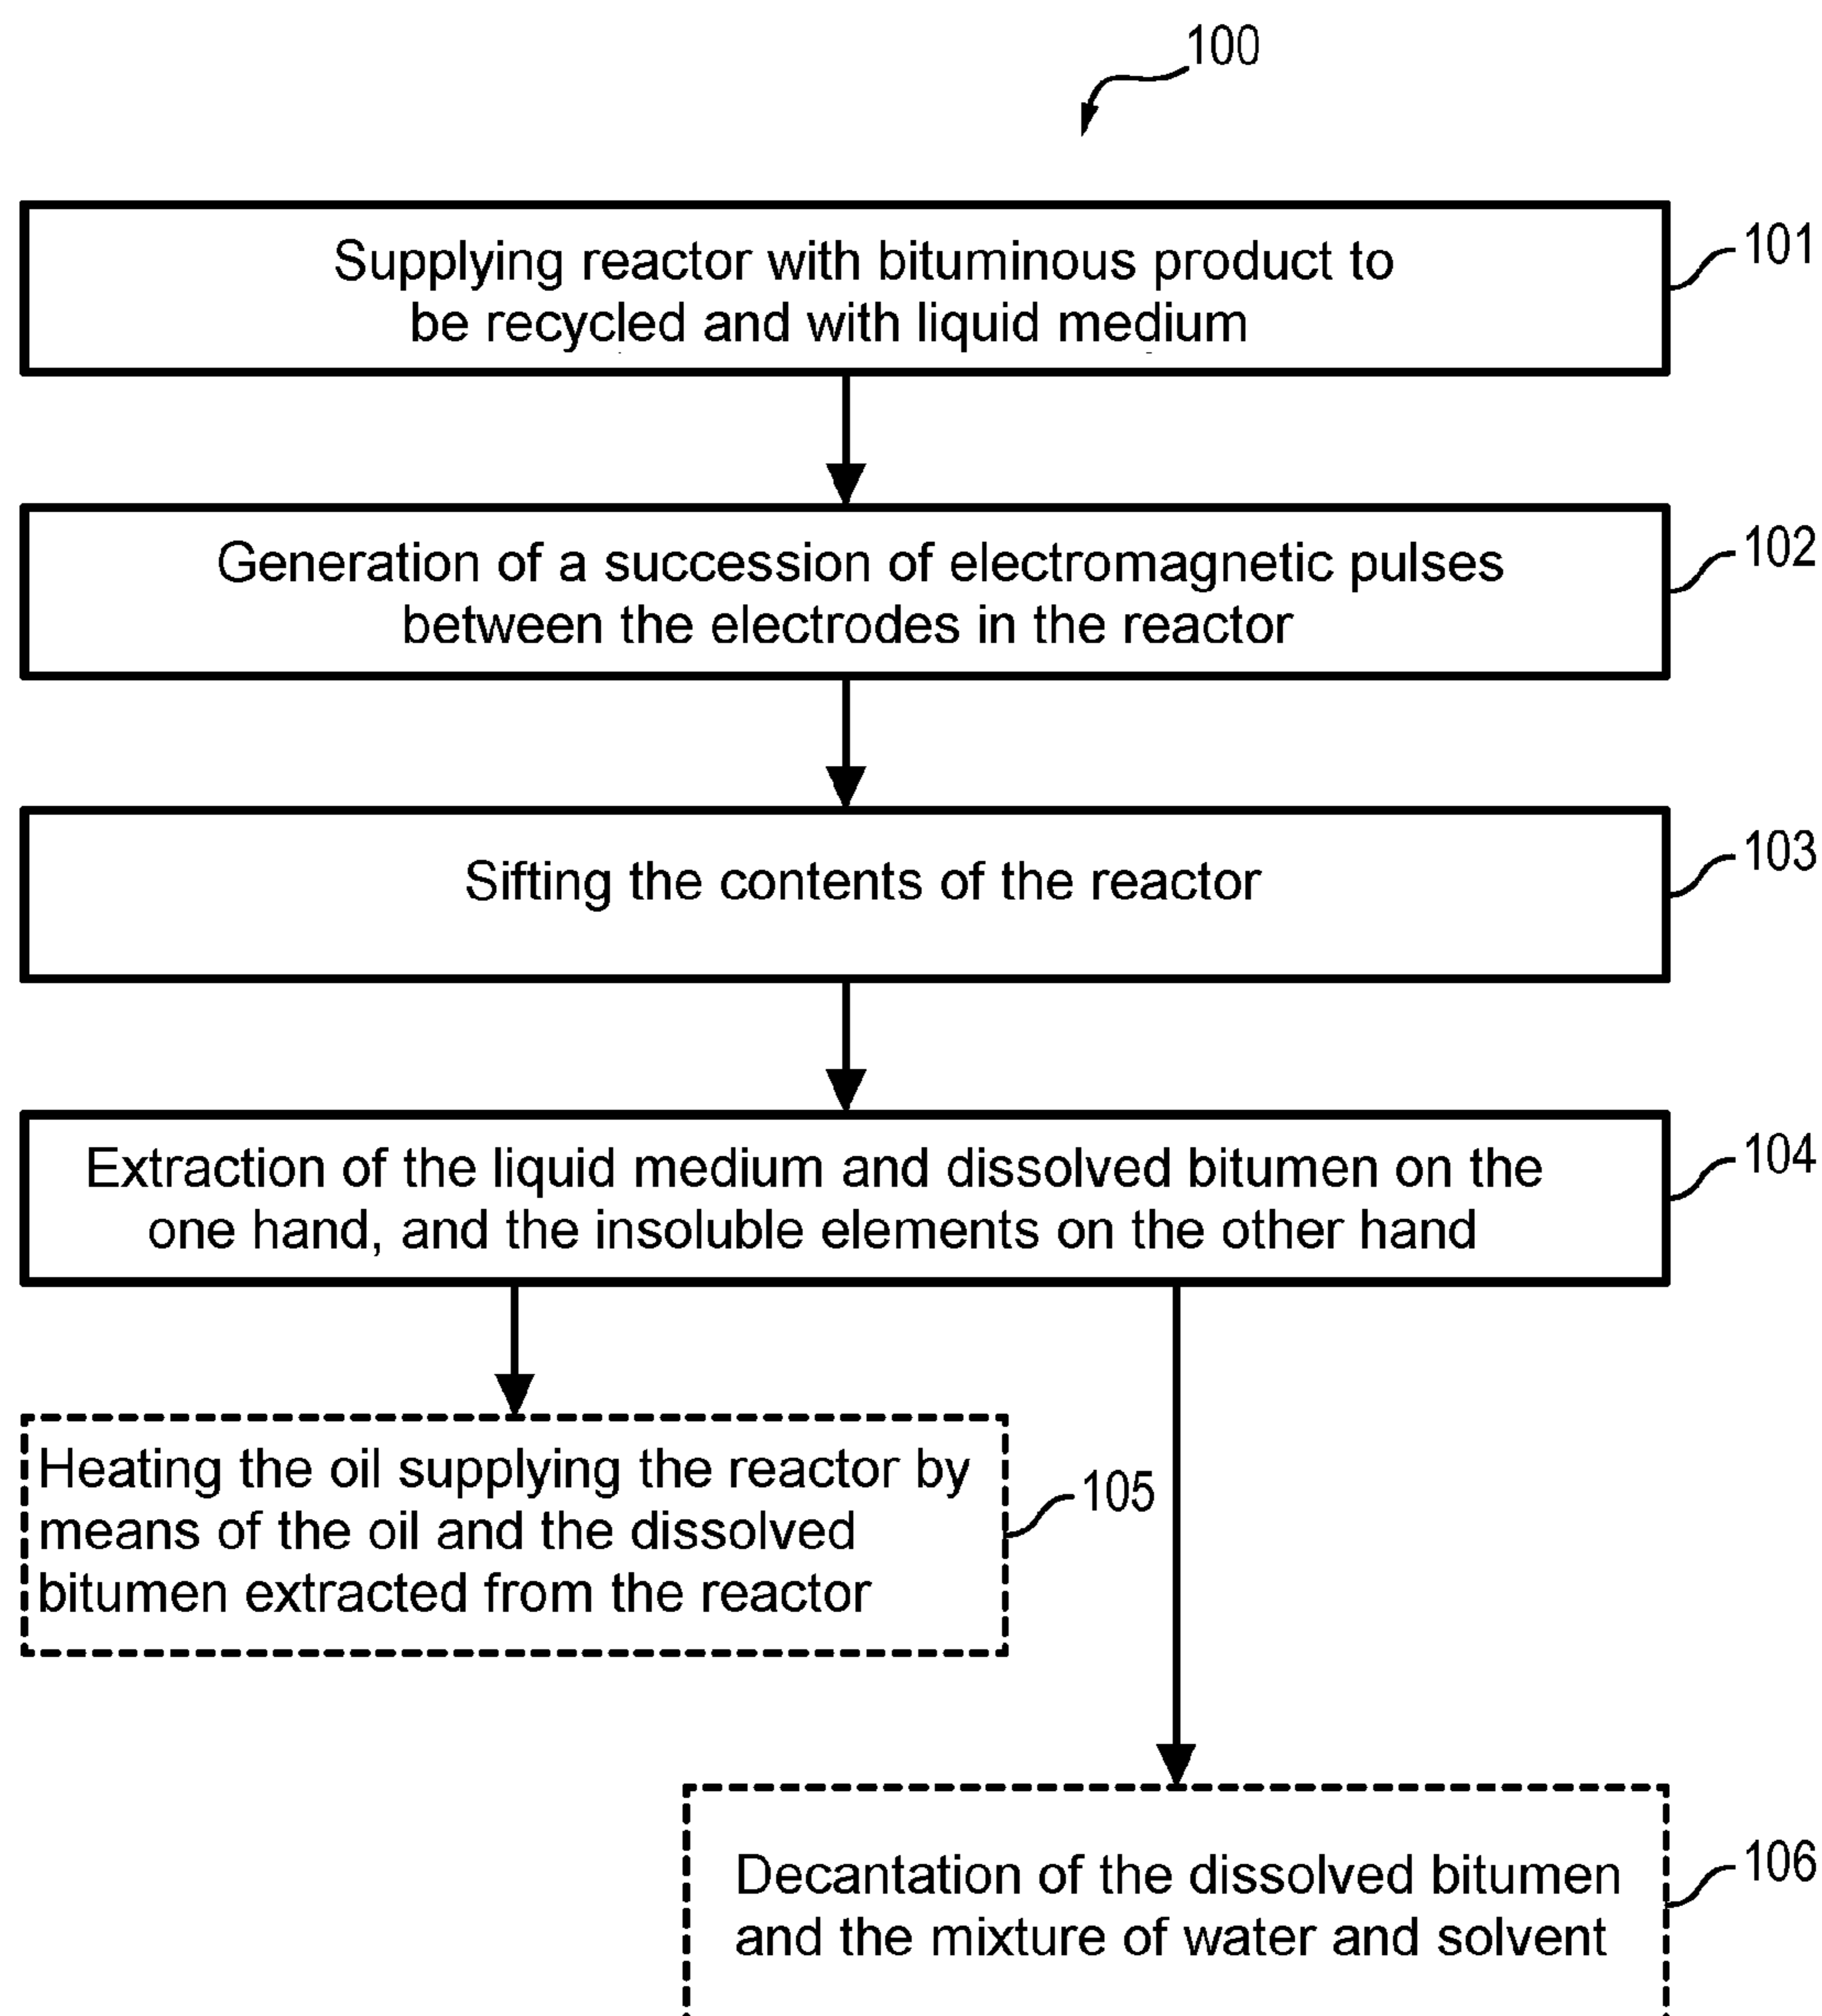 100
Supplying reactor with bituminous product to
be recycled and with liquid medium
101
Generation of a succession of electromagnetic pulses
between the electrodes in the reactor
102
Sifting the contents of the reactor
103
Extraction of the liquid medium and dissolved bitumen on the
one hand, and the insoluble elements on the other hand
104
Heating the oil supplying the reactor by
means of the oil and the dissolved
bitumen extracted from the reactor
105
Decantation of the dissolved bitumen
and the mixture of water and solvent
106